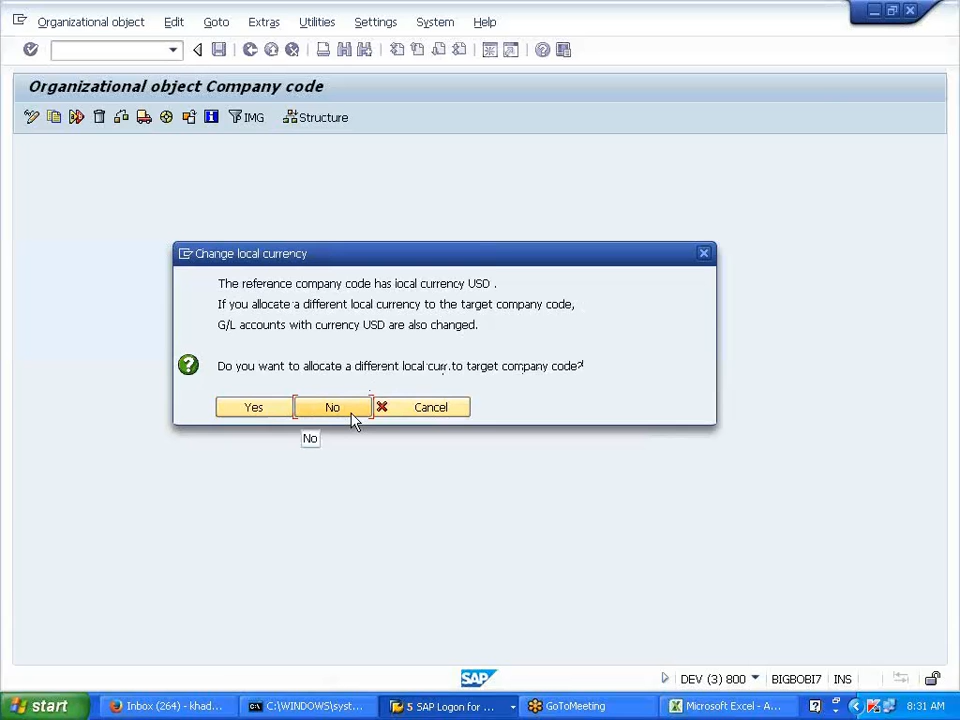 Organizational object Edit Goto Extras Utilities Settings System Help
Organizational object Company code
IMG Structure
Change local currency
The reference company code has local currency USD .
If you allocate a different local currency to the target company code,
G/L accounts with currency USD are also changed.
Do you want to allocate a different local curr.to target company code?
Yes No Cancel
No
SAP DEV (3) 800 BIGBOBI7 INS
start Inbox (264) - khad... C:\WINDOWS\syst... 5 SAP Logon for ... GoToMeeting Microsoft Excel - A... 8:31 AM